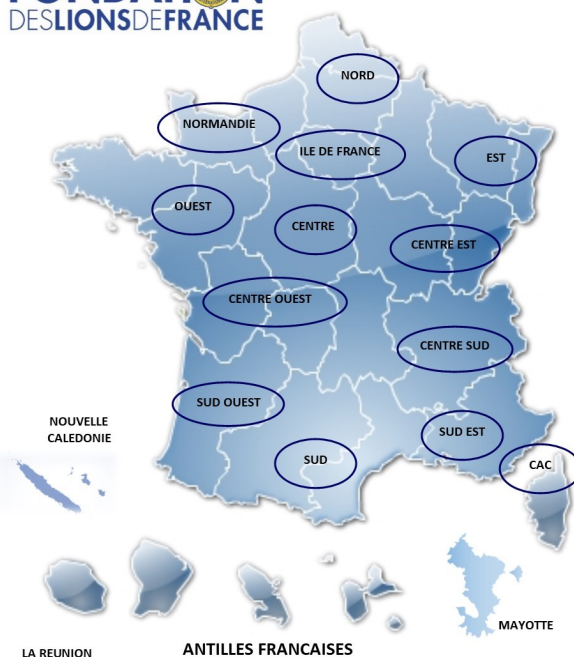 FONDATION
DESLIONSDEFRANCE
NORD
NORMANDIE
ILE DE FRANCE
EST
OUEST
CENTRE
CENTRE EST
CENTRE OUEST
CENTRE SUD
SUD OUEST
SUD EST
NOUVELLE
CALEDONIE
SUD
CAC
MAYOTTE
LA REUNION
ANTILLES FRANCAISES